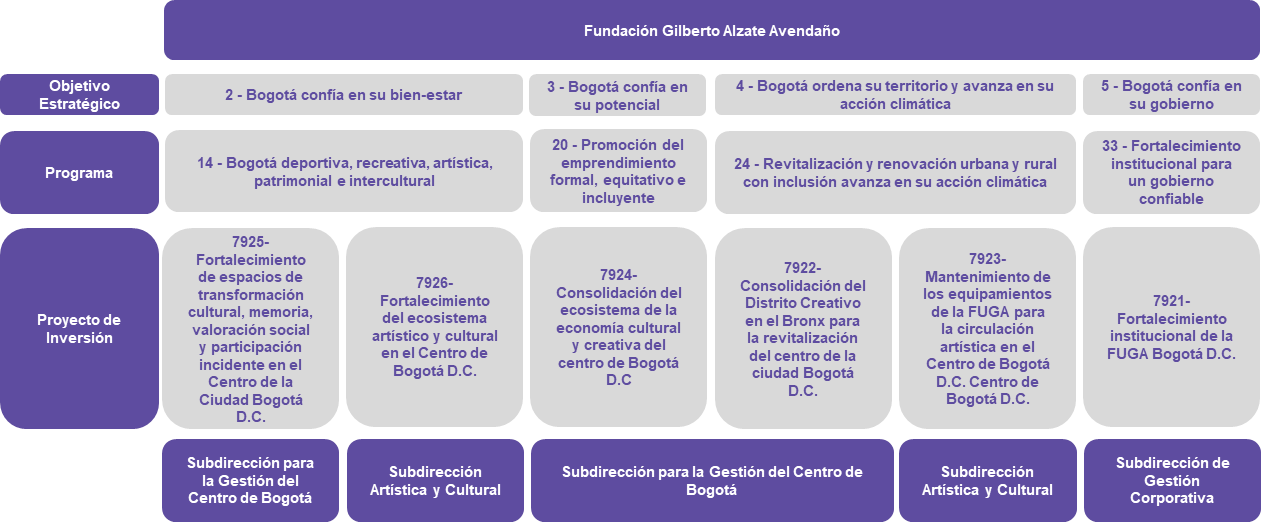 Fundación Gilberto Alzate Avendaño
Objetivo
Estratégico
2 - Bogotá confía en su bien-estar
3 - Bogotá confía en
su potencial
4 - Bogotá ordena su territorio y avanza en su
acción climática
5 - Bogotá confía en
su gobierno
Programa
14 - Bogotá deportiva, recreativa, artística,
patrimonial e intercultural
20 - Promoción del
emprendimiento
formal, equitativo e
incluyente
24 - Revitalización y renovación urbana y rural
con inclusión avanza en su acción climática
33 - Fortalecimiento
institucional para
un gobierno
confiable
Proyecto de
Inversión
7925-
Fortalecimiento
de espacios de
transformación
cultural, memoria,
valoración social
y participación
incidente en el
Centro de la
Ciudad Bogotá
D.C.
7926-
Fortalecimiento
del ecosistema
artístico y cultural
en el Centro de
Bogotá D.C.
7924-
Consolidación del
ecosistema de la
economía cultural
y creativa del
centro de Bogotá
D.C
7922-
Consolidación del
Distrito Creativo
en el Bronx para
la revitalización
del centro de la
ciudad Bogotá
D.C.
7923-
Mantenimiento de
los equipamientos
de la FUGA para
la circulación
artística en el
Centro de Bogotá
D.C. Centro de
Bogotá D.C.
7921-
Fortalecimiento
institucional de la
FUGA Bogotá D.C.
Subdirección para
la Gestión del
Centro de Bogotá
Subdirección
Artística y Cultural
Subdirección para la Gestión del Centro de
Bogotá
Subdirección
Artística y Cultural
Subdirección de
Gestión
Corporativa